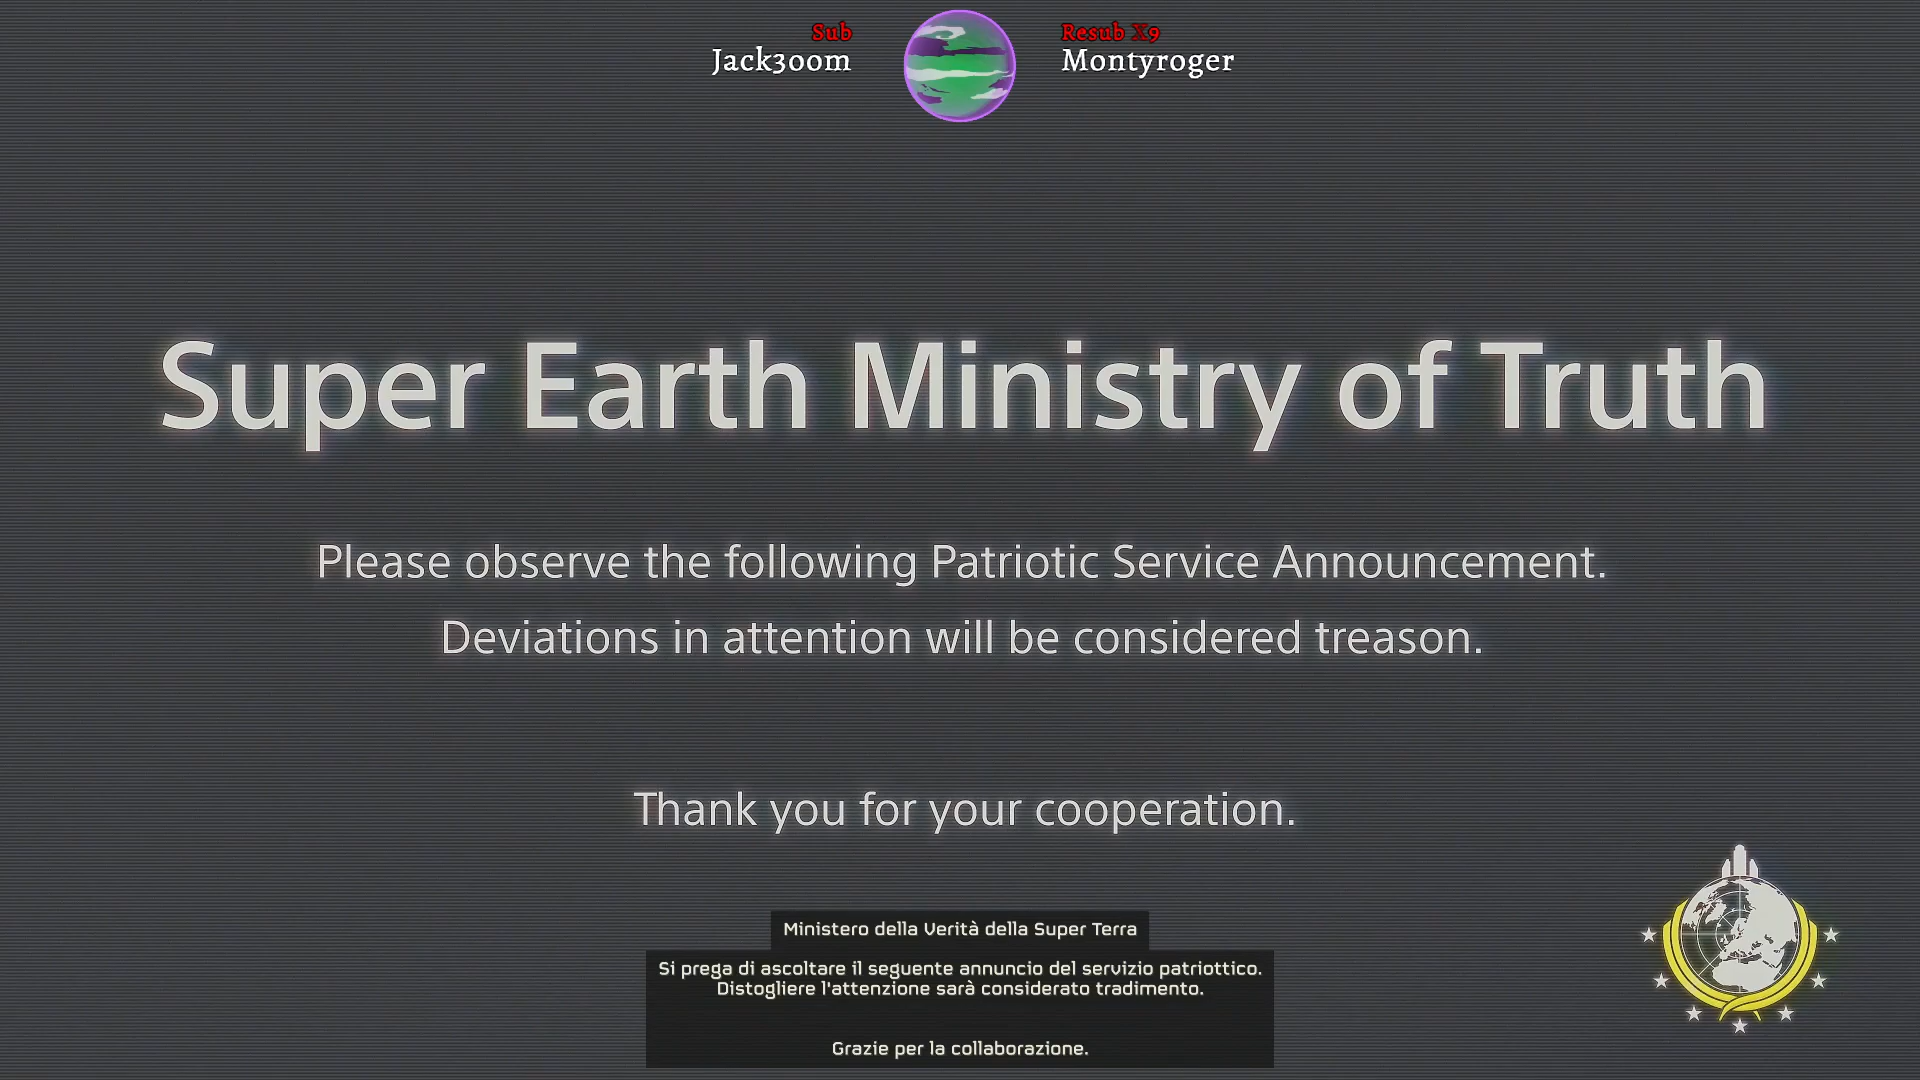 Sub
Jack3oom
Resub X9
Montyroger
Super Earth Ministry of Truth
Please observe the following Patriotic Service Announcement.
Deviations in attention will be considered treason.
Thank you for your cooperation.
Ministero della Verità della Super Terra
Si prega di ascoltare il seguente annuncio del servizio patriottico.
Distogliere l'attenzione sarà considerato tradimento.
Grazie per la collaborazione.